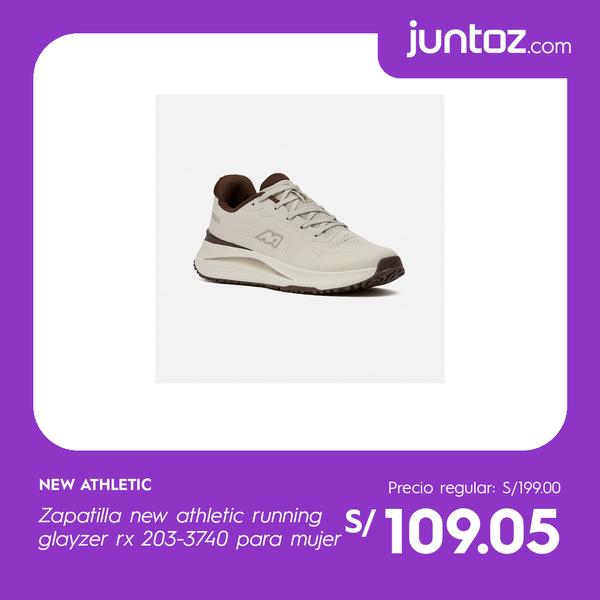 juntoz.com
NEW ATHLETIC
Zapatilla new athletic running
glayzer rx 203-3740 para mujer
Precio regular: S/199.00
S/ 109.05